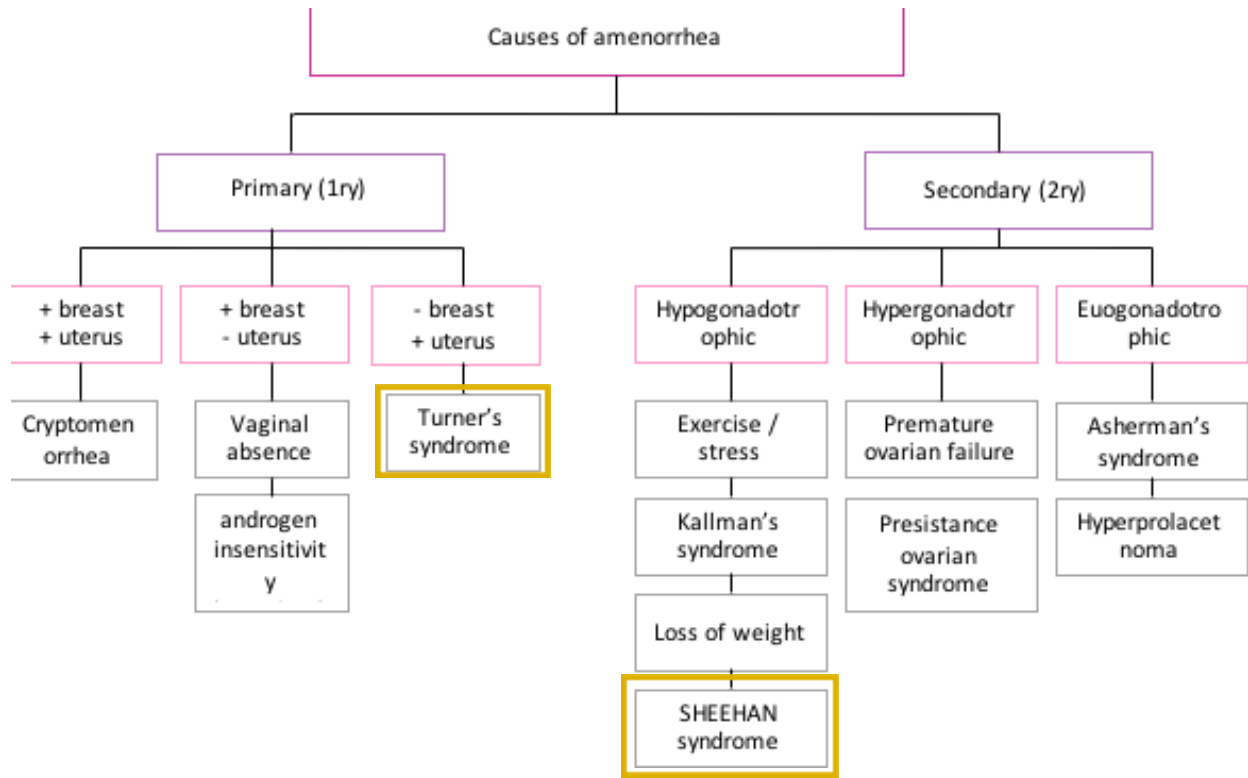 Causes of amenorrhea
Primary (1ry)
Secondary (2ry)
+ breast
+ uterus
+ breast
- uterus
- breast
+ uterus
Hypogonadotr
ophic
Hypergonadotr
ophic
Euogonadotro
phic
Cryptomen
orrhea
Vaginal
absence
Turner’s
syndrome
Exercise /
stress
Premature
ovarian failure
Asherman’s
syndrome
androgen
insensitivit
y
Kallman’s
syndrome
Presistance
ovarian
syndrome
Hyperprolacet
noma
Loss of weight
SHEEHAN
syndrome